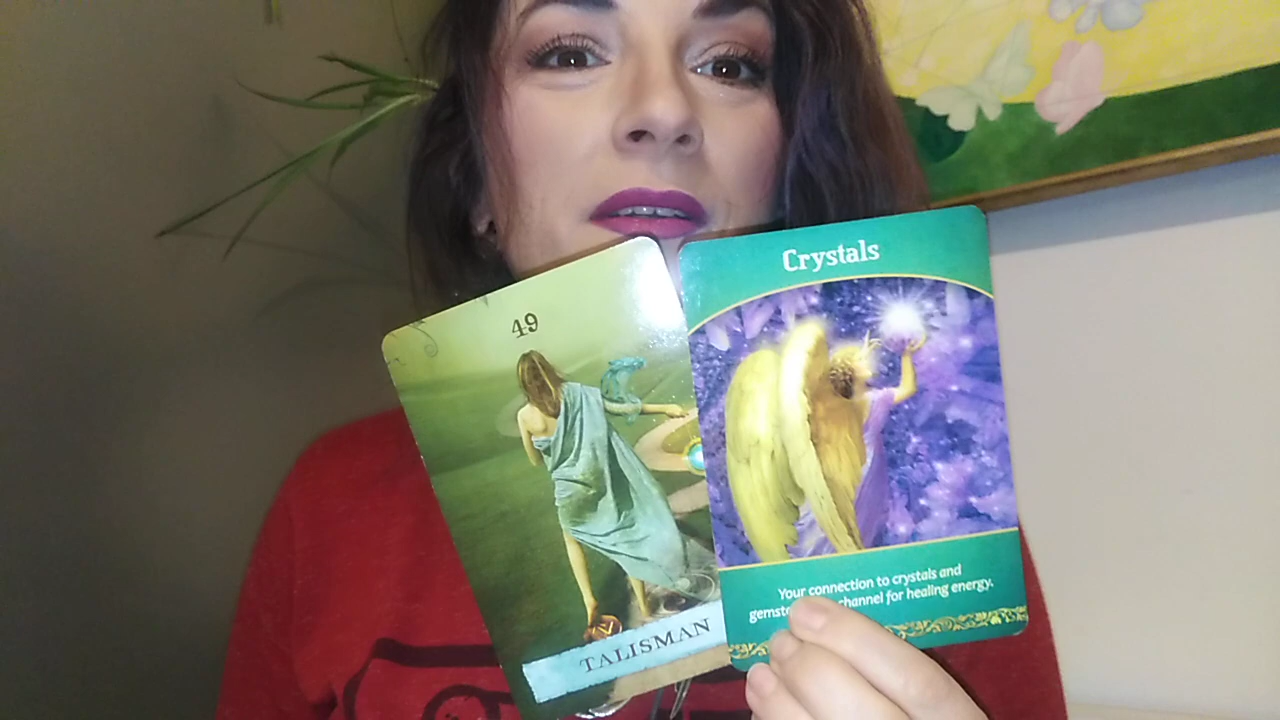 49
TALISMAN
Crystals
Your connection to crystals and
channel for healing energy.